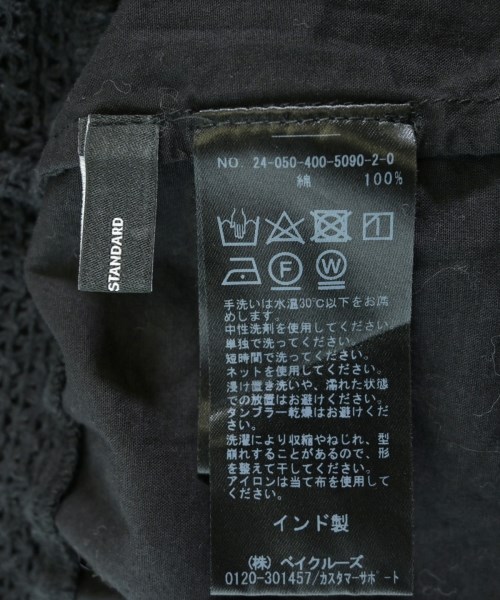 STANDARD
NO. 24-050-400-5090-2-0
綿 100%
F
W
手洗いは水温30℃以下をお薦
めします。
中性洗剤を使用してください。
単独で洗ってください。
短時間で洗ってください。
ネットを使用してください。
浸け置き洗いや、濡れた状態
での放置はお避けください。
タンブラー乾燥はお避けください。
洗濯により収縮やねじれ、型
崩れすることがあるので、形
を整えて干してください。
アイロンは当て布を使用してく
ださい。
インド製
(株) ベイクルーズ
0120-301457/カスタマーサポート